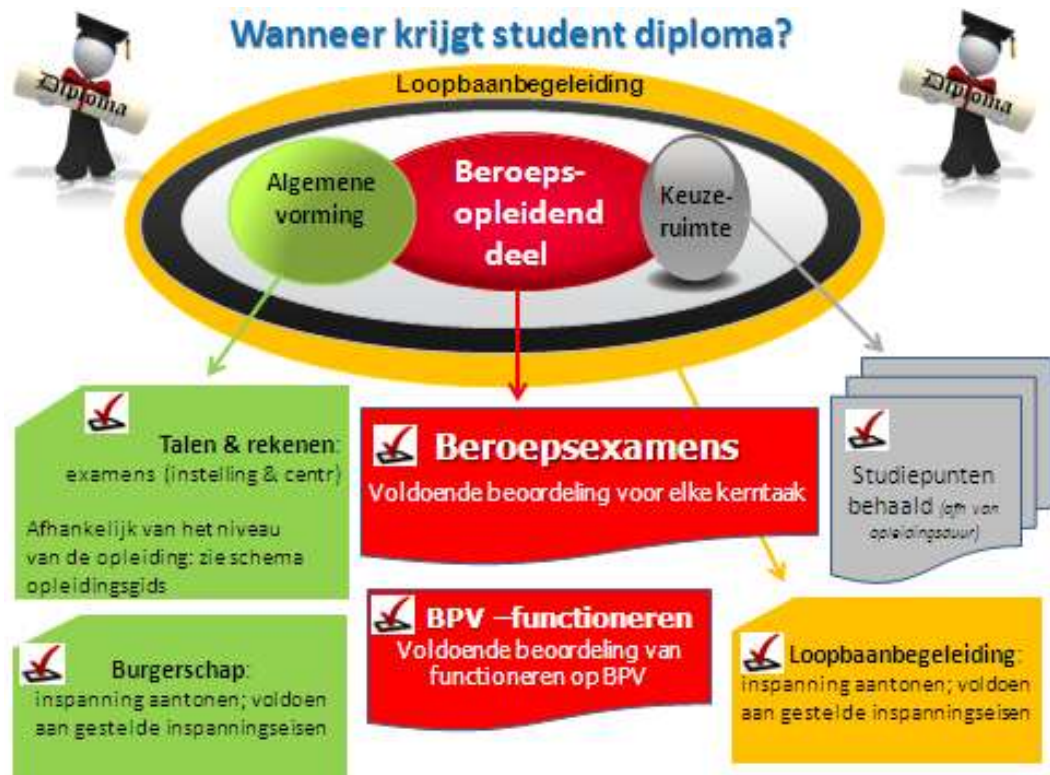 Wanneer krijgt student diploma?
Diploma
Diploma
Loopbaanbegeleiding
Algemene
vorming
Beroeps-
opleidend
deel
Keuze-
ruimte
Talen & rekenen:
examens (instelling & centr)
Afhankelijk van het niveau
van de opleiding: zie schema
opleidingsgids
Burgerschap:
inspanning aantonen; voldoen
aan gestelde inspanningseisen
Beroepsexamens
Voldoende beoordeling voor elke kerntaak
BPV –functioneren
Voldoende beoordeling van
functioneren op BPV
Studiepunten
behaald (afh van
opleidingsduur)
Loopbaanbegeleiding:
inspanning aantonen; voldoen
aan gestelde inspanningseisen